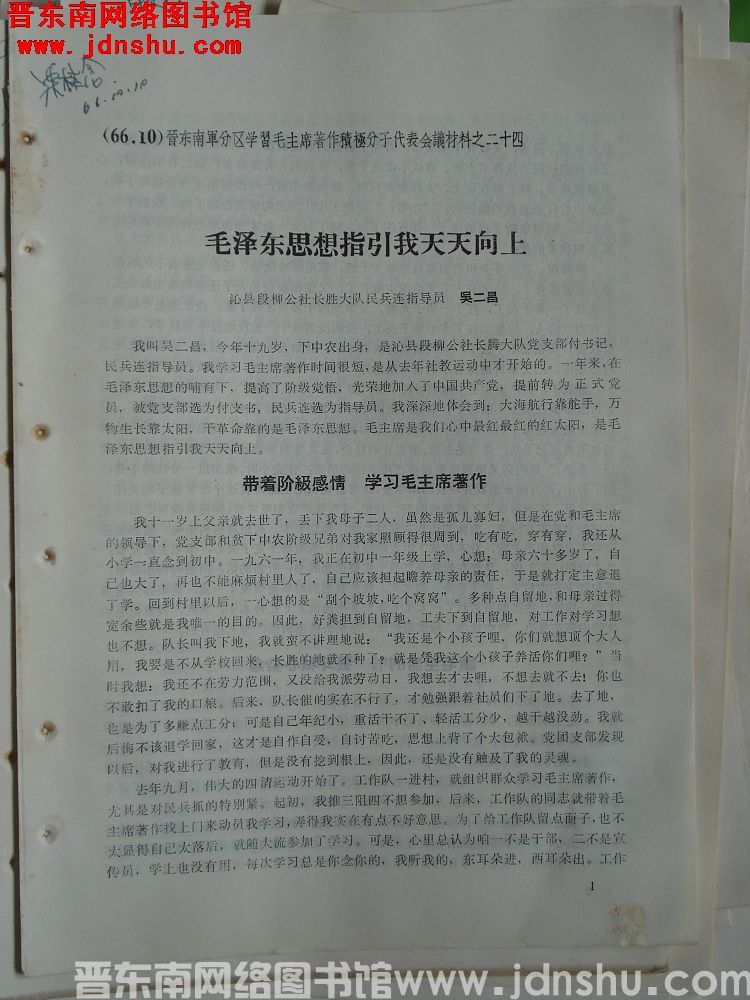 晋东南网络图书馆
www.jdnshu.com
66.10.10
(66.10)晉东南軍分区学習毛主席著作積極分子代表会議材料之二十四
毛泽东思想指引我天天向上
沁县段柳公社长胜大队民兵连指导员 吳二昌
我叫吴二昌，今年十九岁，下中农出身，是沁县段柳公社长胜大队党支部付书记，
民兵连指导员。我学习毛主席著作时间很短，是从去年社教运动中才开始的。一年来，在
毛泽东思想的哺育下，提高了阶级觉悟，光荣地加入了中国共产党，提前转为正式党
员，被党支部选为付支书，民兵连选为指导员。我深深地体会到：大海航行靠舵手，万
物生长靠太阳，干革命靠的是毛泽东思想。毛主席是我们心中最红最红的红太阳，是毛
泽东思想指引我天天向上。
带着阶級感情 学习毛主席著作
我十一岁上父亲就去世了，丢下我母子二人，虽然是孤儿寡妇，但是在党和毛主席
的领导下，党支部和贫下中农阶级兄弟对我家照顾得很周到，吃有吃，穿有穿，我还从
小学一直念到初中。一九六一年，我正在初中一年级上学，心想：母亲六十多岁了，自
己也大了，再也不能麻烦村里人了，自己应该担起瞻养母亲的责任，于是就打定主意退
了学。回到村里以后，一心想的是“刮个坡坡，吃个窝窝”。多种点自留地，和母亲过得
宽余些就是我唯一的目的。因此，好粪担到自留地，工夫下到自留地，对工作对学习想
也不想。队长叫我下地，我就蛮不讲理地说：“我还是个小孩子哩，你们就想顶个大人
用，我要是不从学校回来，长胜的地就不种了？就是凭我这个小孩子养活你们哩？”当
时我想：我还不在劳力范围，又没给我派劳动日，我想去才去哩，不想去就不去！你也
不敢扣了我的口粮。后来，队长催的实在不行了，才勉强跟着社员们下了地。去了地，
也是为了多赚点工分；可是自己年纪小，重活干不了、轻活工分少，越干越没劲。我就
后悔不该退学回家，这才是自作自受，自讨苦吃，思想上背了个大包袱。党团支部发现
以后，对我进行了教育，但是没有挖到根上，因此，还是没有触及了我的灵魂。
去年九月，伟大的四清运动开始了。工作队一进村，就组织群众学习毛主席著作，
尤其是对民兵抓的特别紧。起初，我推三阻四不想参加，后来，工作队的同志就带着毛
主席著作找上门来动员我学习，弄得我实在有点不好意思。为了给工作队留点面子，也不
大显得自己太落后，就随大流参加了学习。可是，心里总认为咱一不是干部，二不是宣
传员，学上也没有用，每次学习总是你念你的，我听我的，东耳朵进，西耳朵出。工作
1
晋东南网络图书馆www.jdnshu.com